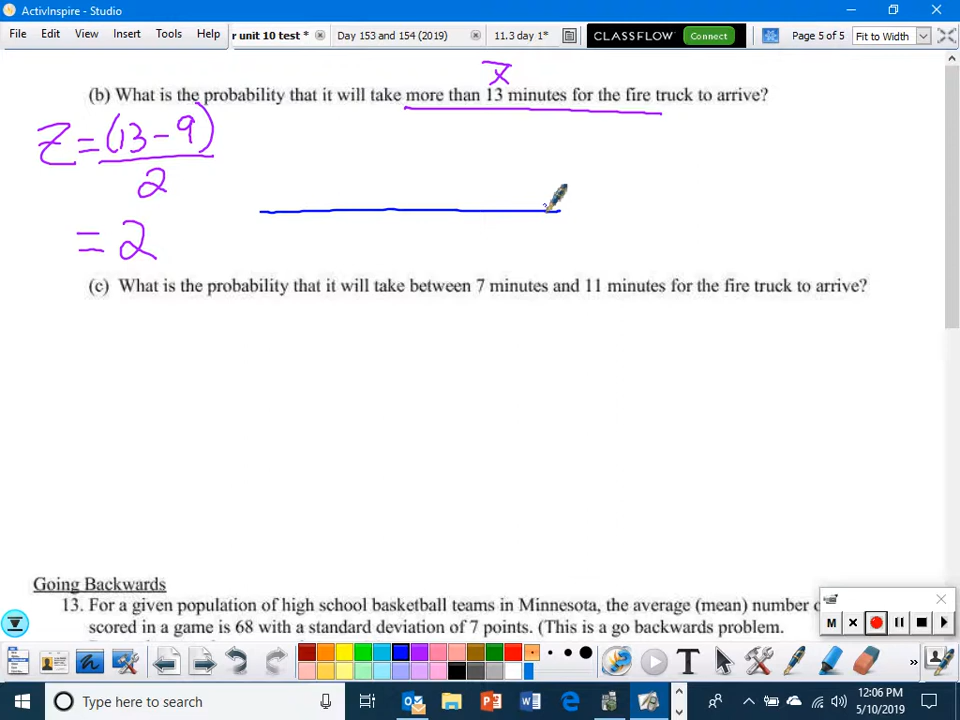 ActivInspire - Studio
File Edit View Insert Tools Help
r unit 10 test * Day 153 and 154 (2019) 11.3 day 1* CLASSFLOW Connect Page 5 of 5 Fit to Width
x
(b) What is the probability that it will take more than 13 minutes for the fire truck to arrive?
Z = (13 - 9)
2
= 2
(c) What is the probability that it will take between 7 minutes and 11 minutes for the fire truck to arrive?
Going Backwards
13. For a given population of high school basketball teams in Minnesota, the average (mean) number
scored in a game is 68 with a standard deviation of 7 points. (This is a go backwards problem.
M
T
Type here to search
12:06 PM
5/10/2019